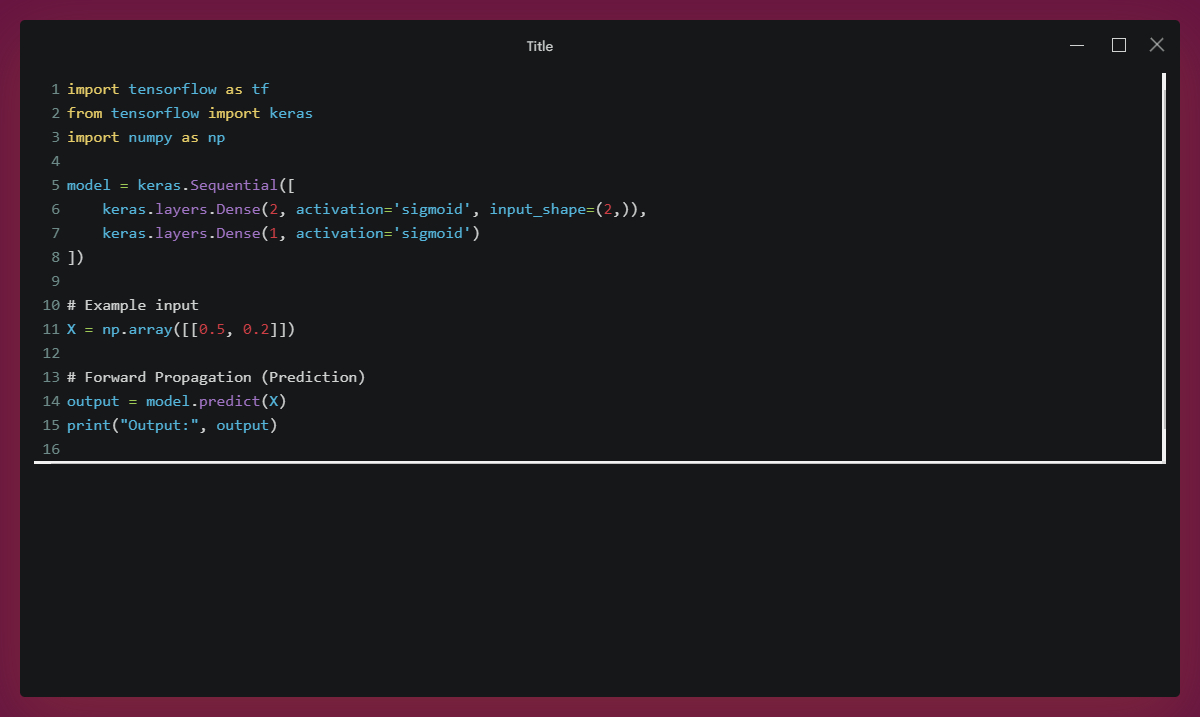 Title
1 import tensorflow as tf
2 from tensorflow import keras
3 import numpy as np
4
5 model = keras.Sequential([
6     keras.layers.Dense(2, activation='sigmoid', input_shape=(2,)),
7     keras.layers.Dense(1, activation='sigmoid')
8 ])
9
10 # Example input
11 X = np.array([[0.5, 0.2]])
12
13 # Forward Propagation (Prediction)
14 output = model.predict(X)
15 print("Output:", output)
16